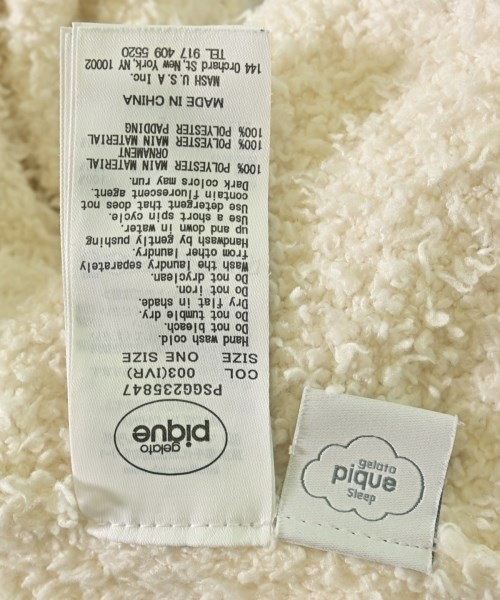 gelato
pique
PSGG235847
COL 003(IVR)
SIZE ONE SIZE
Hand wash cold.
Do not bleach.
Do not tumble dry.
Dry flat in shade.
Do not iron.
Do not dryclean.
Wash the laundry separately
from other laundry.
Handwash by gently pushing
up and down in water.
Use a short spin cycle.
Use detergent that does not
contain fluorescent agent.
Dark colors may run.
100% POLYESTER MAIN MATERIAL
ORNAMENT
100% POLYESTER MAIN MATERIAL
100% POLYESTER PADDING
MADE IN CHINA
MASH U.S.A Inc.
144 Orchard St, New York, NY 10002
TEL 917 409 5520
gelato
pique
Sleep